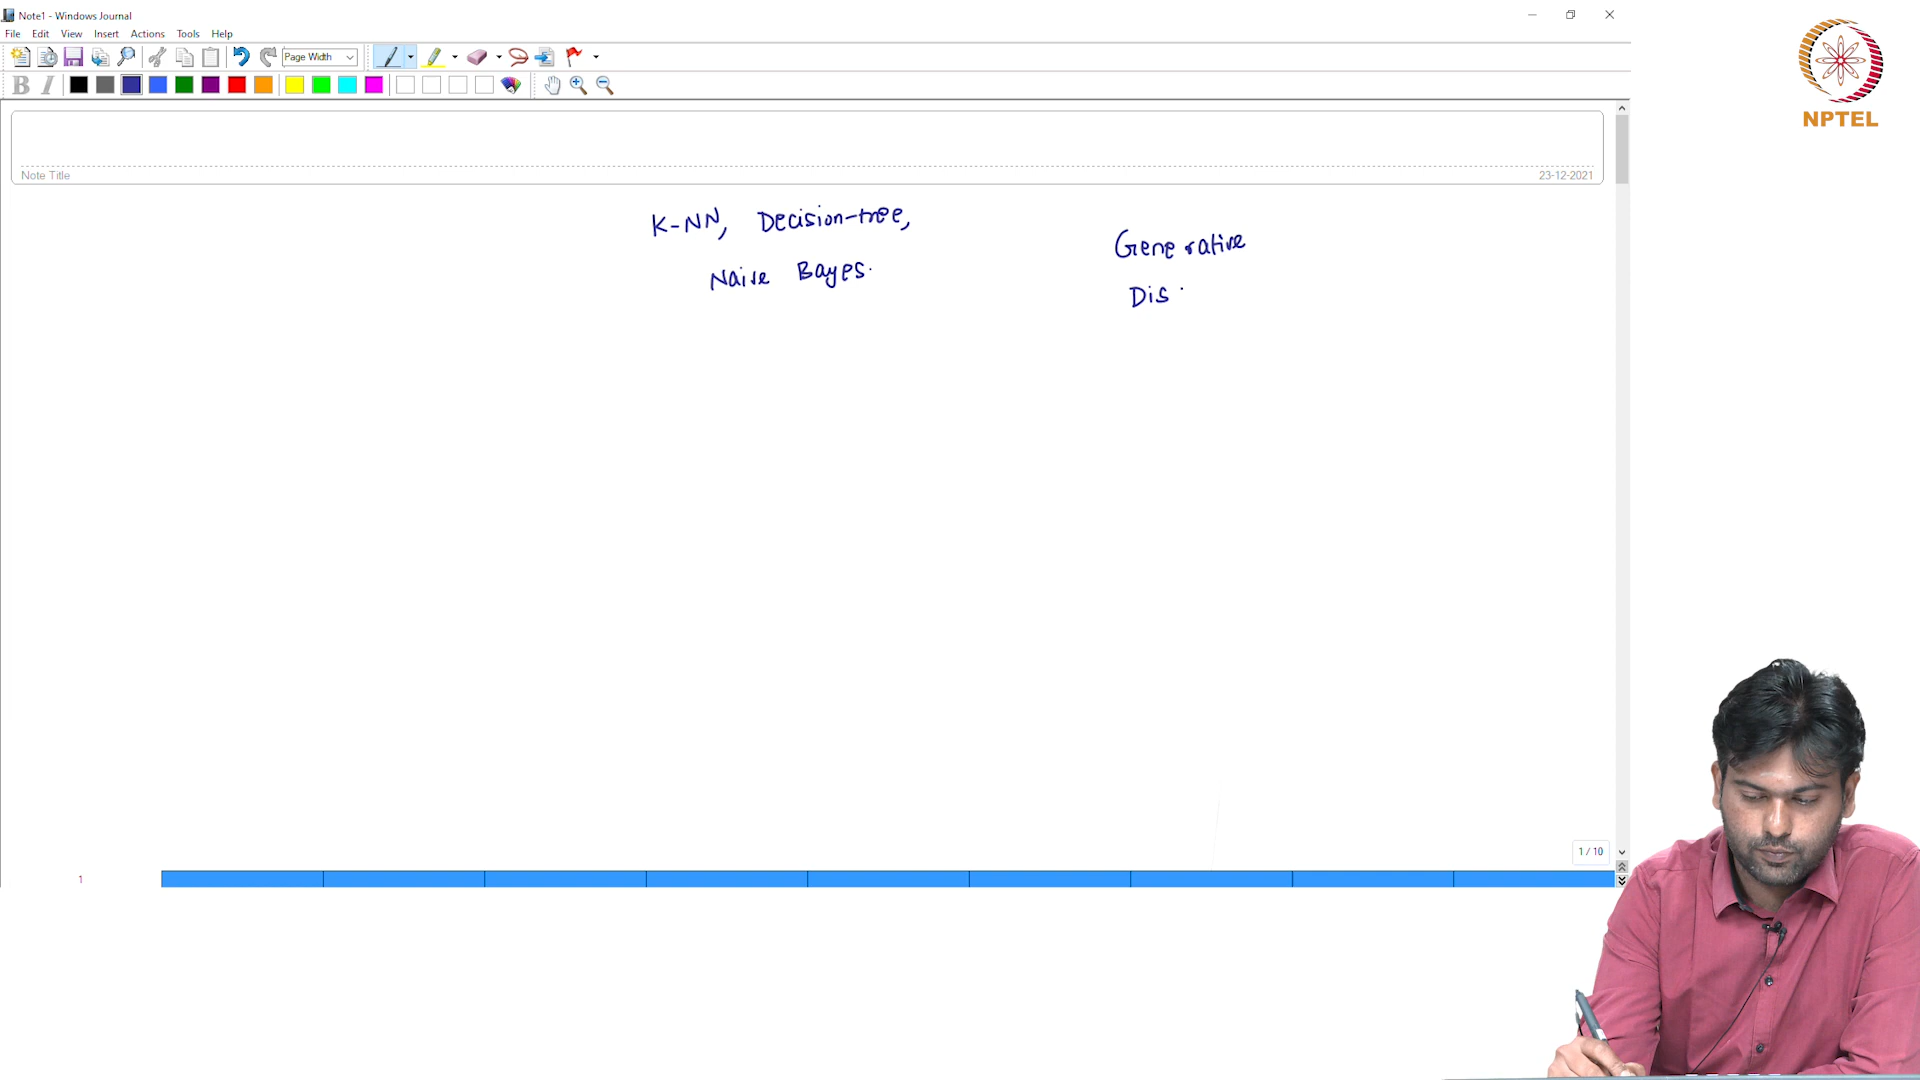 Note1 - Windows Journal
File Edit View Insert Actions Tools Help
Page Width
B I
NPTEL
Note Title
23-12-2021
K-NN, Decision-tree,
Naive Bayes.
Generative
Dis
1 / 10
1